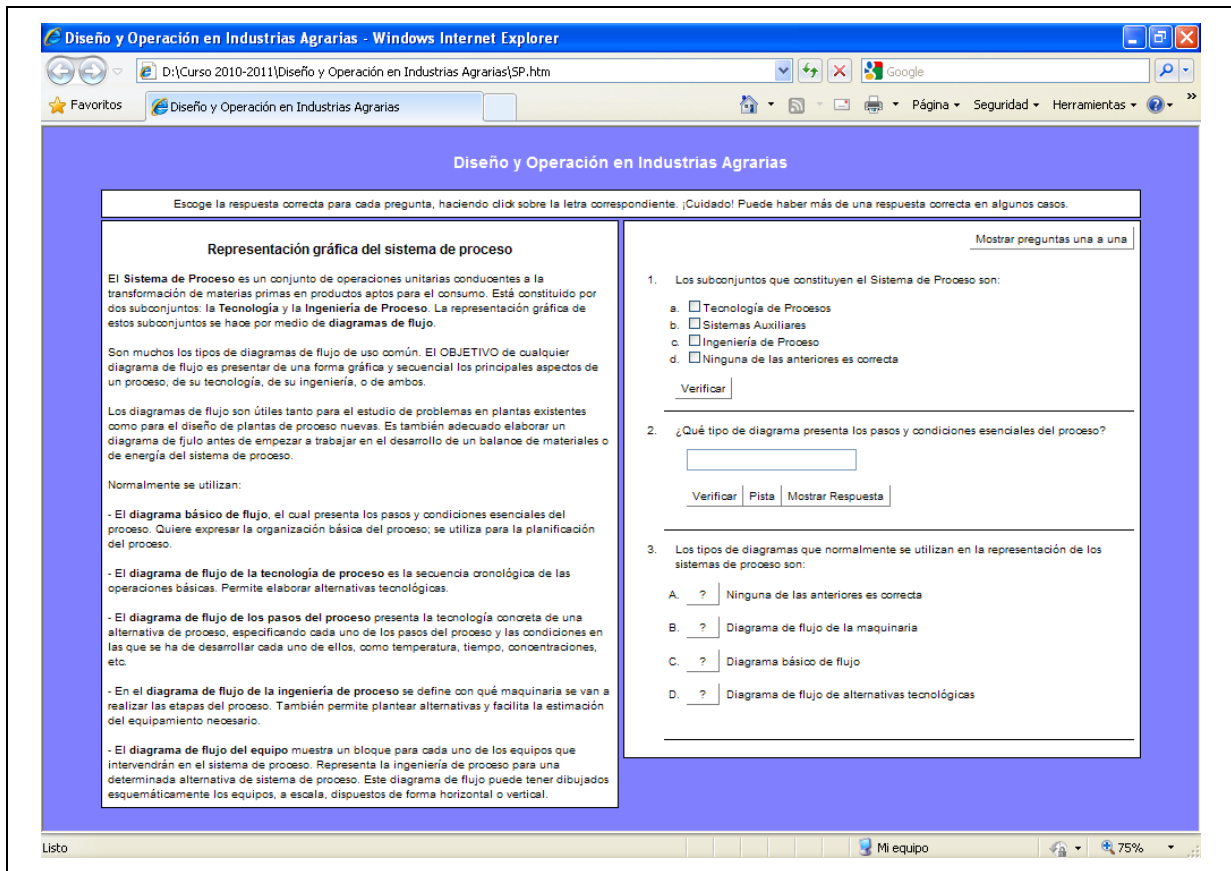 Diseño y Operación en Industrias Agrarias - Windows Internet Explorer
D:\Curso 2010-2011\Diseño y Operación en Industrias Agrarias\SP.htm
Google
Favoritos
Diseño y Operación en Industrias Agrarias
Página
Seguridad
Herramientas
Diseño y Operación en Industrias Agrarias
Escoge la respuesta correcta para cada pregunta, haciendo click sobre la letra correspondiente. ¡Cuidado! Puede haber más de una respuesta correcta en algunos casos.
Representación gráfica del sistema de proceso
El Sistema de Proceso es un conjunto de operaciones unitarias conducentes a la
transformación de materias primas en productos aptos para el consumo. Está constituido por
dos subconjuntos: la Tecnología y la Ingeniería de Proceso. La representación gráfica de
estos subconjuntos se hace por medio de diagramas de flujo.
Son muchos los tipos de diagramas de flujo de uso común. El OBJETIVO de cualquier
diagrama de flujo es presentar de una forma gráfica y secuencial los principales aspectos de
un proceso, de su tecnología, de su ingeniería, o de ambos.
Los diagramas de flujo son útiles tanto para el estudio de problemas en plantas existentes
como para el diseño de plantas de proceso nuevas. Es también adecuado elaborar un
diagrama de fjulo antes de empezar a trabajar en el desarrollo de un balance de materiales o
de energía del sistema de proceso.
Normalmente se utilizan:
- El diagrama básico de flujo, el cual presenta los pasos y condiciones esenciales del
proceso. Quiere expresar la organización básica del proceso; se utiliza para la planificación
del proceso.
- El diagrama de flujo de la tecnología de proceso es la secuencia cronológica de las
operaciones básicas. Permite elaborar alternativas tecnológicas.
- El diagrama de flujo de los pasos del proceso presenta la tecnología concreta de una
alternativa de proceso, especificando cada uno de los pasos del proceso y las condiciones en
las que se ha de desarrollar cada uno de ellos, como temperatura, tiempo, concentraciones,
etc.
- En el diagrama de flujo de la ingeniería de proceso se define con qué maquinaria se van a
realizar las etapas del proceso. También permite plantear alternativas y facilita la estimación
del equipamiento necesario.
- El diagrama de flujo del equipo muestra un bloque para cada uno de los equipos que
intervendrán en el sistema de proceso. Representa la ingeniería de proceso para una
determinada alternativa de sistema de proceso. Este diagrama de flujo puede tener dibujados
esquemáticamente los equipos, a escala, dispuestos de forma horizontal o vertical.
Mostrar preguntas una a una
1. Los subconjuntos que constituyen el Sistema de Proceso son:
a. Tecnología de Procesos
b. Sistemas Auxiliares
c. Ingeniería de Proceso
d. Ninguna de las anteriores es correcta
Verificar
2. ¿Qué tipo de diagrama presenta los pasos y condiciones esenciales del proceso?
Verificar Pista Mostrar Respuesta
3. Los tipos de diagramas que normalmente se utilizan en la representación de los
sistemas de proceso son:
A. ? Ninguna de las anteriores es correcta
B. ? Diagrama de flujo de la maquinaria
C. ? Diagrama básico de flujo
D. ? Diagrama de flujo de alternativas tecnológicas
Listo
Mi equipo
75%